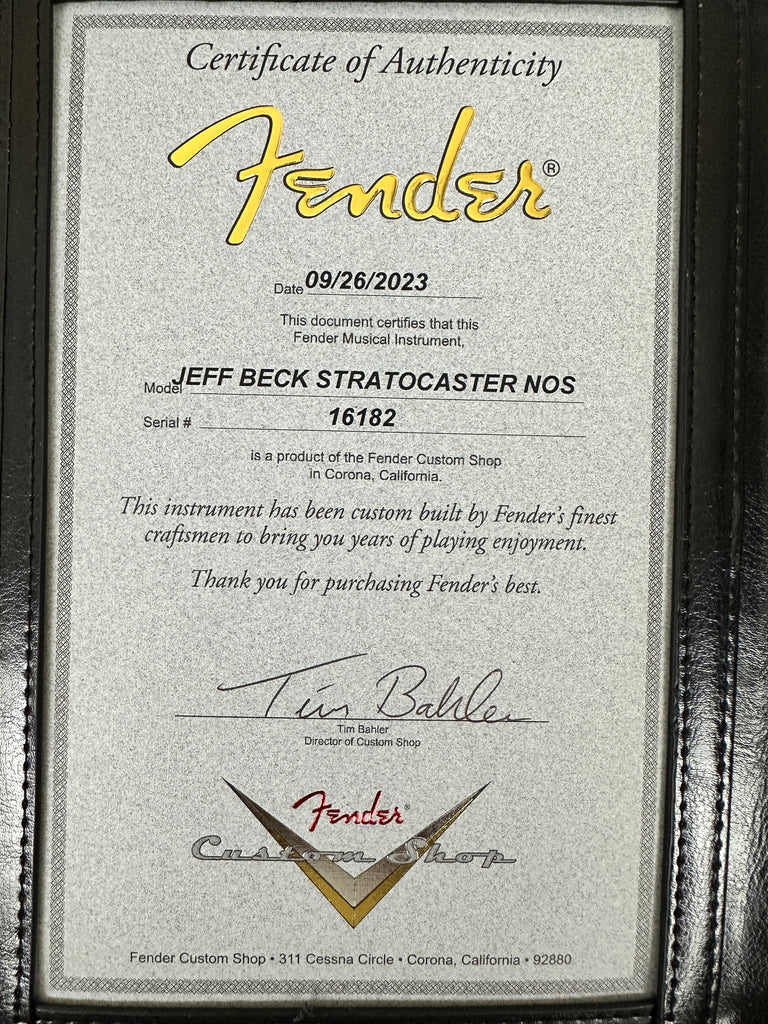 Certificate of Authenticity
Fender®
Date 09/26/2023
This document certifies that this
Fender Musical Instrument,
Model JEFF BECK STRATOCASTER NOS
Serial # 16182
is a product of the Fender Custom Shop
in Corona, California.
This instrument has been custom built by Fender's finest
craftsmen to bring you years of playing enjoyment.
Thank you for purchasing Fender's best.
Tim Bahler
Tim Bahler
Director of Custom Shop
Fender®
Custom Shop
Fender Custom Shop • 311 Cessna Circle • Corona, California • 92880